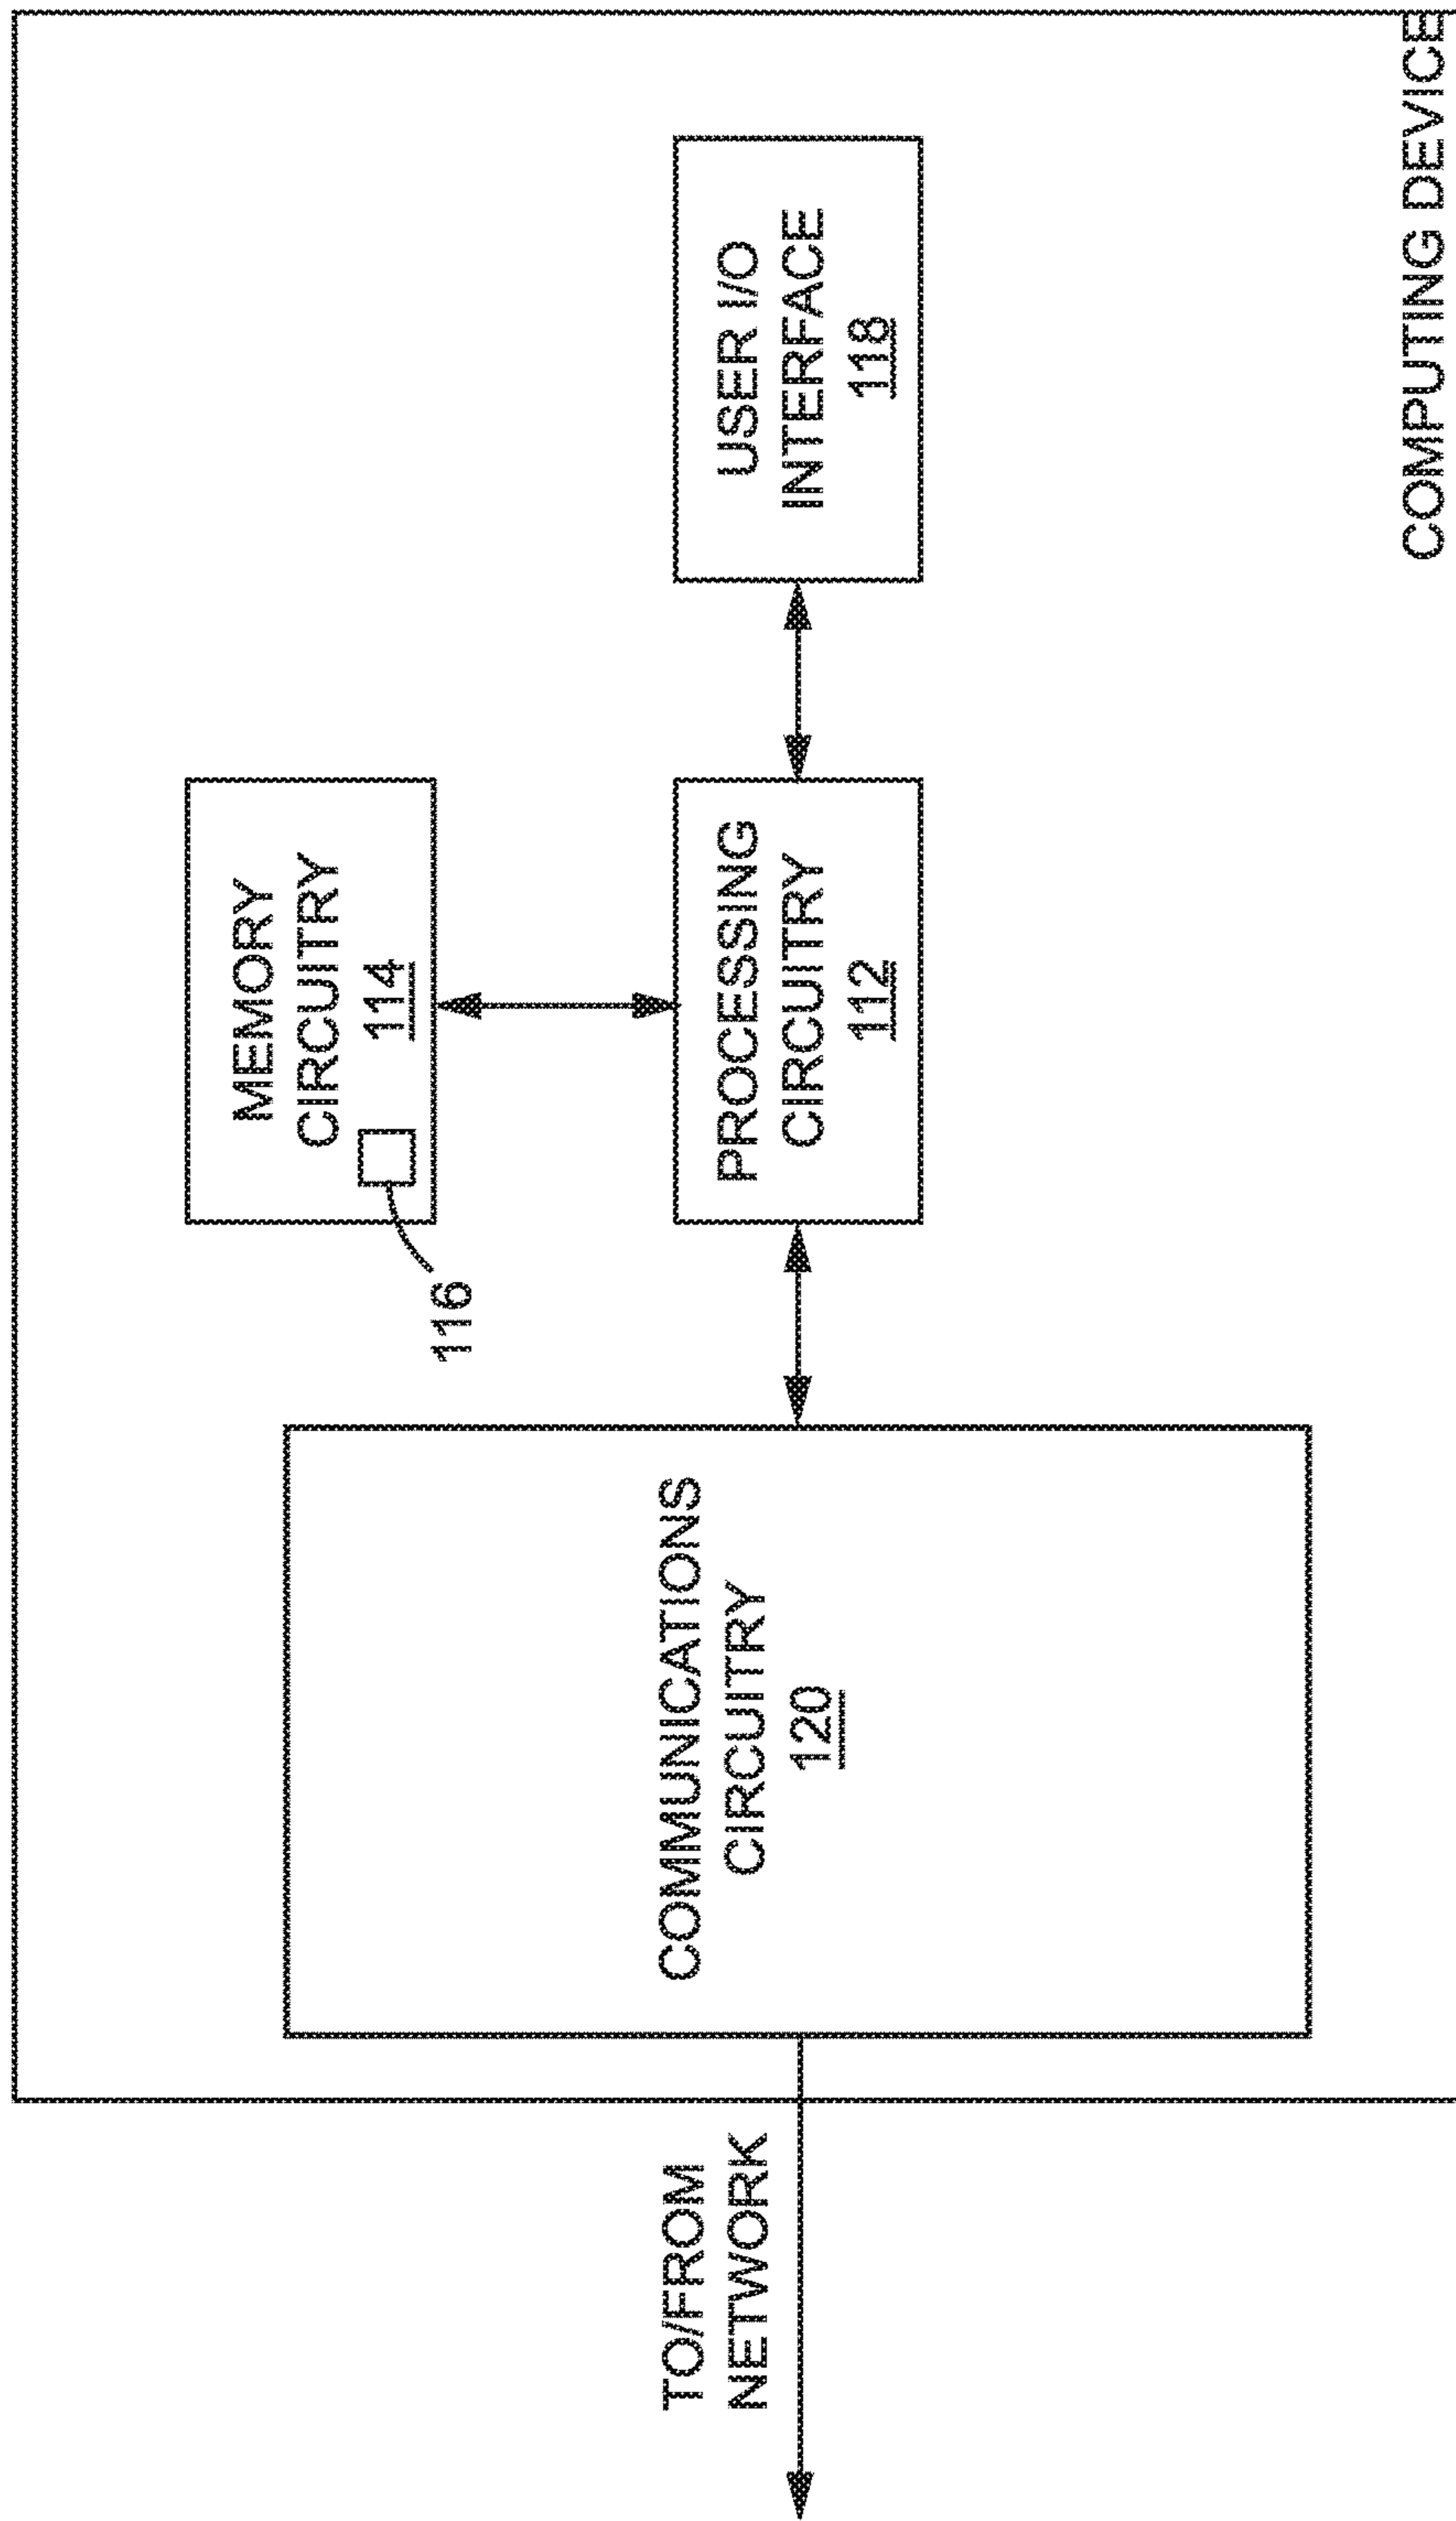 TO/FROM
NETWORK
COMMUNICATIONS
CIRCUITRY
120
116
MEMORY
CIRCUITRY
114
PROCESSING
CIRCUITRY
112
USER I/O
INTERFACE
118
COMPUTING DEVICE